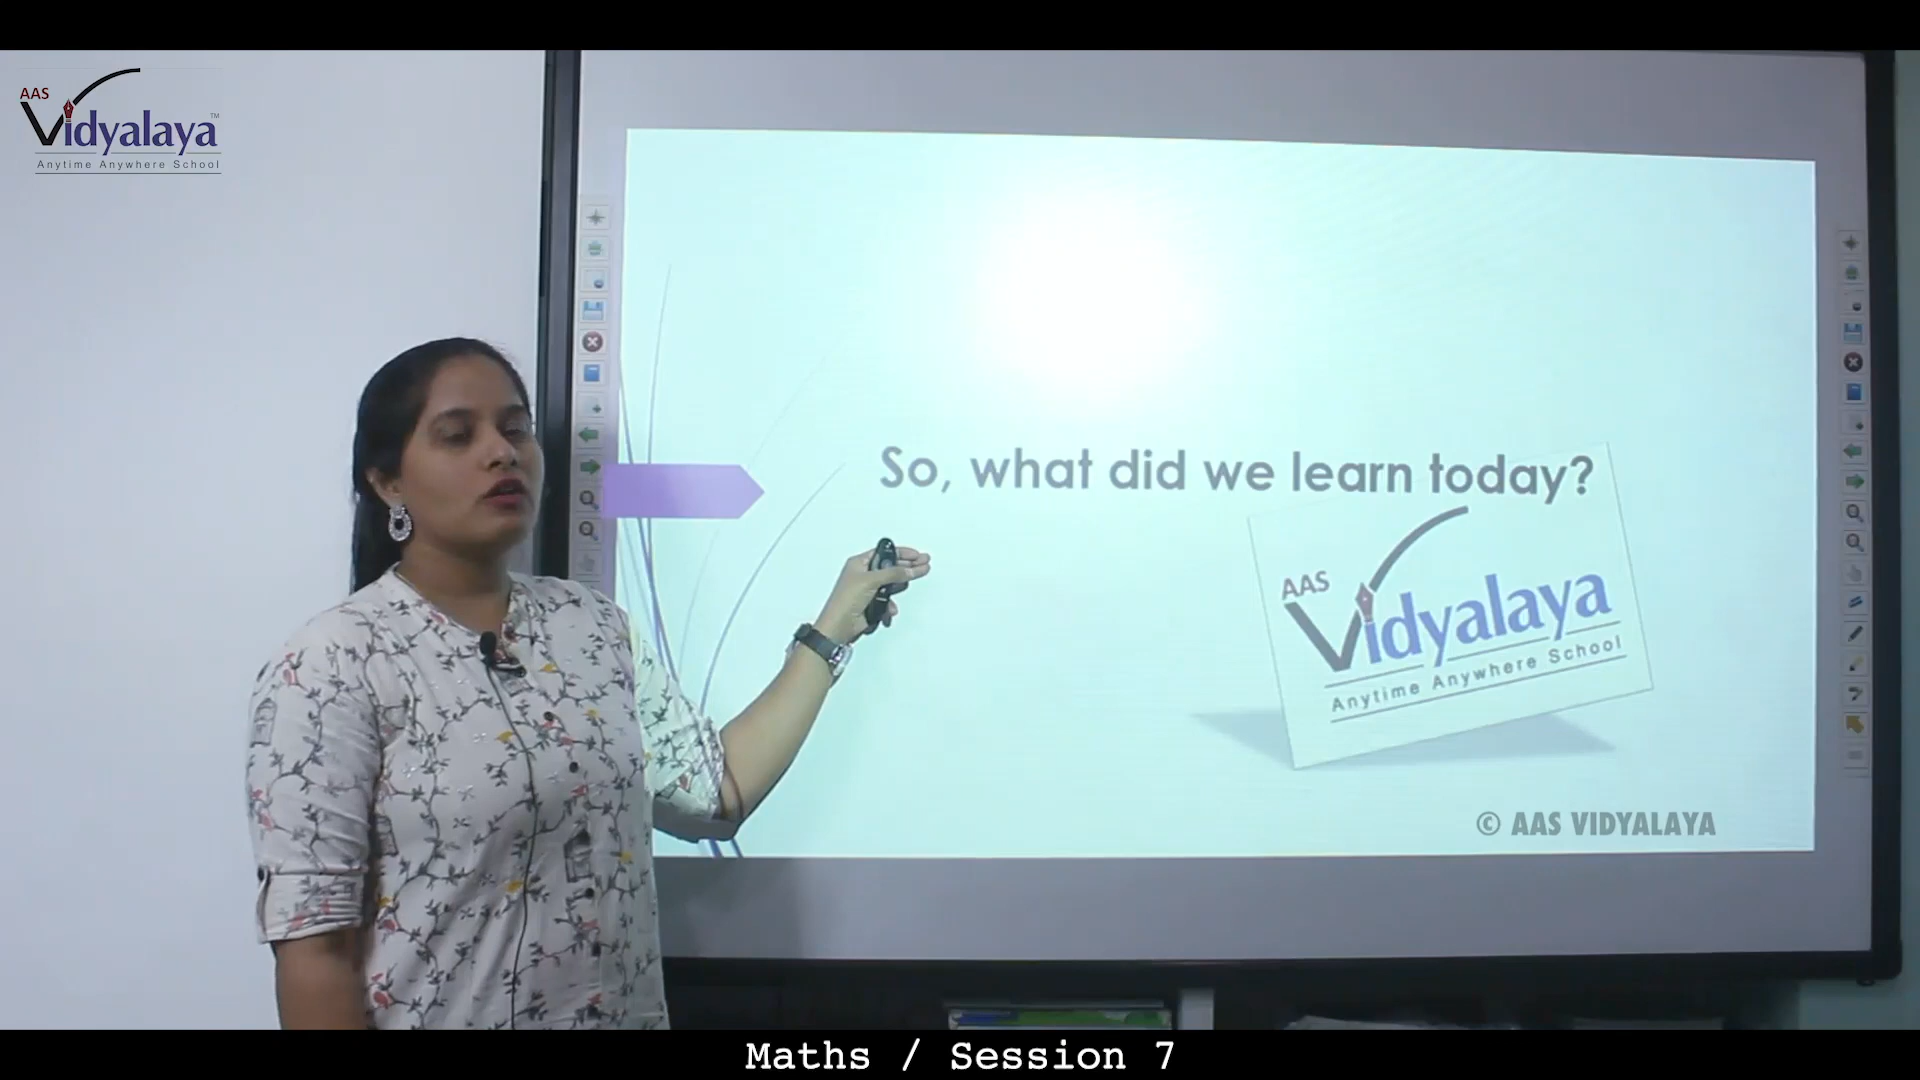 AAS
Vidyalaya™
Anytime Anywhere School
So, what did we learn today?
AAS
Vidyalaya
Anytime Anywhere School
© AAS VIDYALAYA
Maths / Session 7